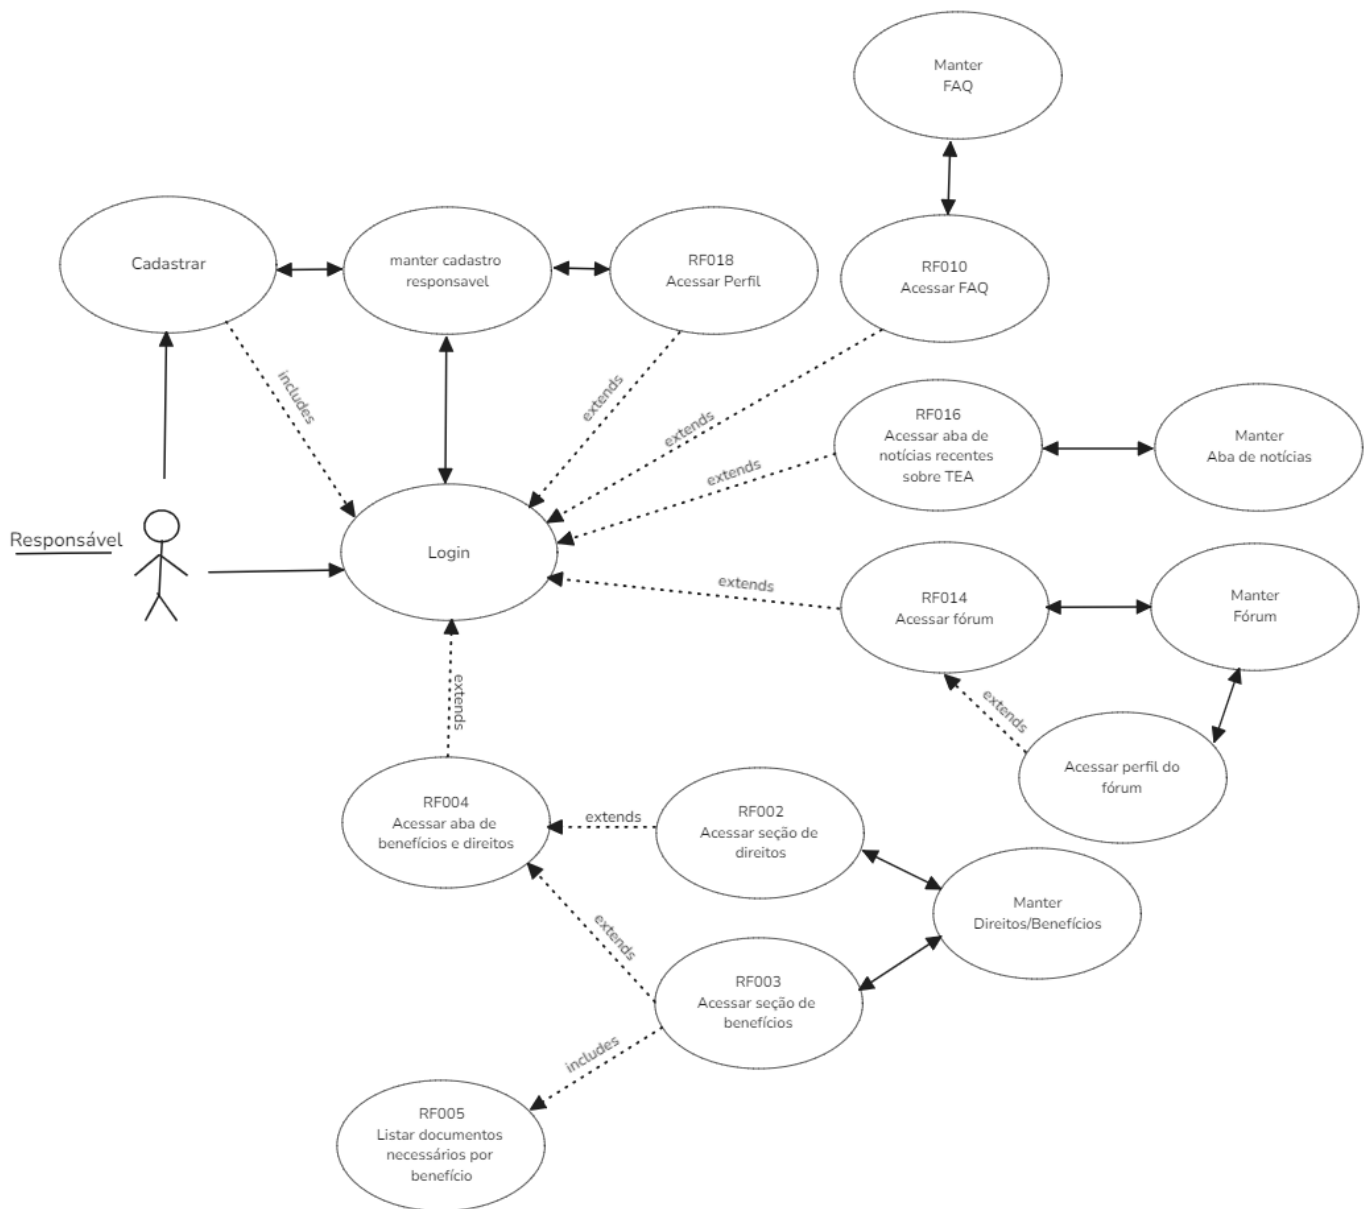 Manter
FAQ
Cadastrar
manter cadastro
responsavel
RF018
Acessar Perfil
RF010
Acessar FAQ
includes
extends
extends
extends
RF016
Acessar aba de
notícias recentes
sobre TEA
Manter
Aba de notícias
Responsável
Login
extends
RF014
Acessar fórum
Manter
Fórum
extends
extends
Acessar perfil do
fórum
RF004
Acessar aba de
benefícios e direitos
extends
RF002
Acessar seção de
direitos
Manter
Direitos/Benefícios
extends
RF003
Acessar seção de
benefícios
includes
RF005
Listar documentos
necessários por
benefício